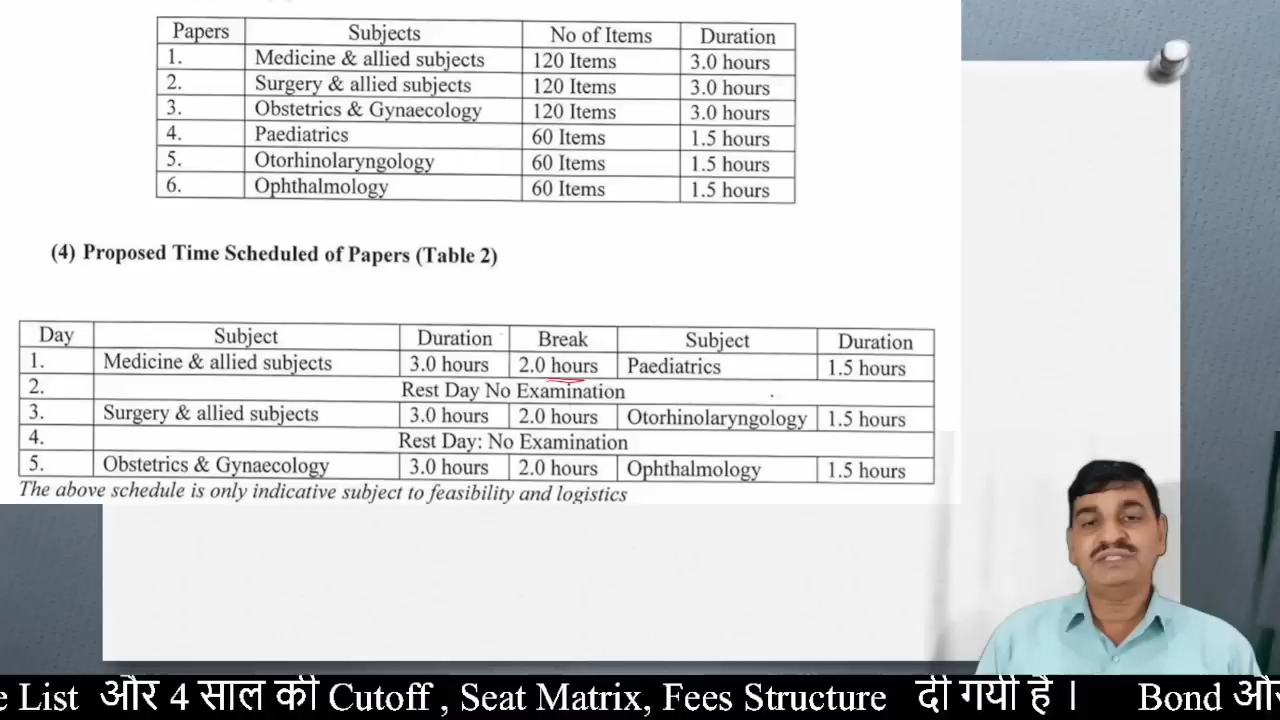 Papers Subjects No of Items Duration
1. Medicine & allied subjects 120 Items 3.0 hours
2. Surgery & allied subjects 120 Items 3.0 hours
3. Obstetrics & Gynaecology 120 Items 3.0 hours
4. Paediatrics 60 Items 1.5 hours
5. Otorhinolaryngology 60 Items 1.5 hours
6. Ophthalmology 60 Items 1.5 hours
(4) Proposed Time Scheduled of Papers (Table 2)
Day Subject Duration Break Subject Duration
1. Medicine & allied subjects 3.0 hours 2.0 hours Paediatrics 1.5 hours
2. Rest Day No Examination
3. Surgery & allied subjects 3.0 hours 2.0 hours Otorhinolaryngology 1.5 hours
4. Rest Day: No Examination
5. Obstetrics & Gynaecology 3.0 hours 2.0 hours Ophthalmology 1.5 hours
The above schedule is only indicative subject to feasibility and logistics
e List और 4 साल की Cutoff , Seat Matrix, Fees Structure दी गयी है । Bond और